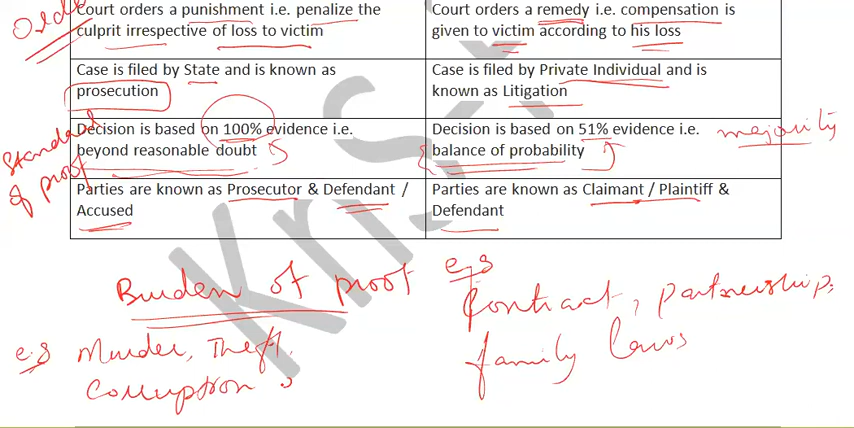 Orde
Court orders a punishment i.e. penalize the
culprit irrespective of loss to victim
Court orders a remedy i.e. compensation is
given to victim according to his loss
Case is filed by State and is known as
prosecution
Case is filed by Private Individual and is
known as Litigation
Standard
of proof
Decision is based on 100% evidence i.e.
beyond reasonable doubt
Decision is based on 51% evidence i.e.
balance of probability
majority
Parties are known as Prosecutor & Defendant /
Accused
Parties are known as Claimant / Plaintiff &
Defendant
Burden of proof
e.g Murder, Theft,
Corruption
e.g
Contract, partnership,
family laws